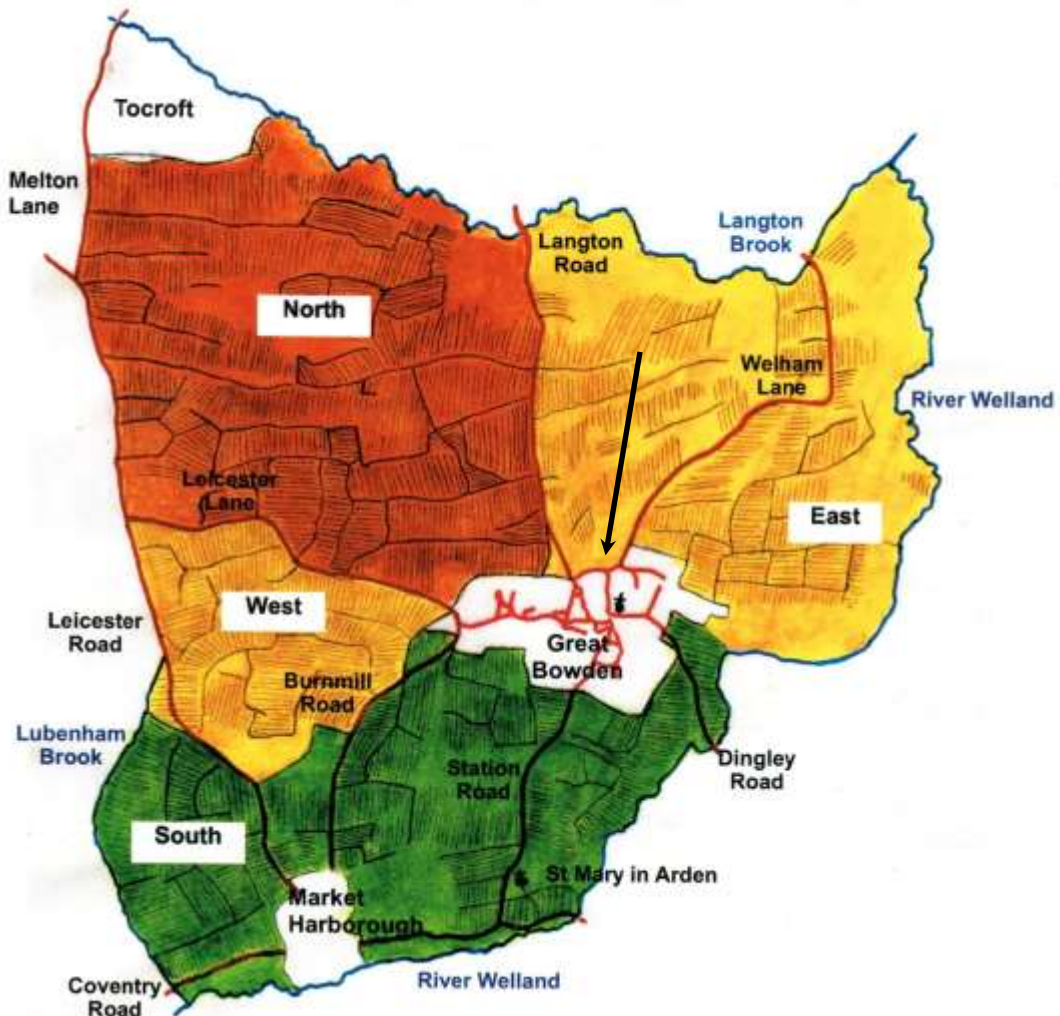 Tocroft
Melton
Lane
Langton
Road
Langton
Brook
North
Welham
Lane
River Welland
Leicester
Lane
East
West
Leicester
Road
Great
Bowden
Burnmill
Road
Lubenham
Brook
Station
Road
Dingley
Road
South
St Mary in Arden
Market
Harborough
River Welland
Coventry
Road